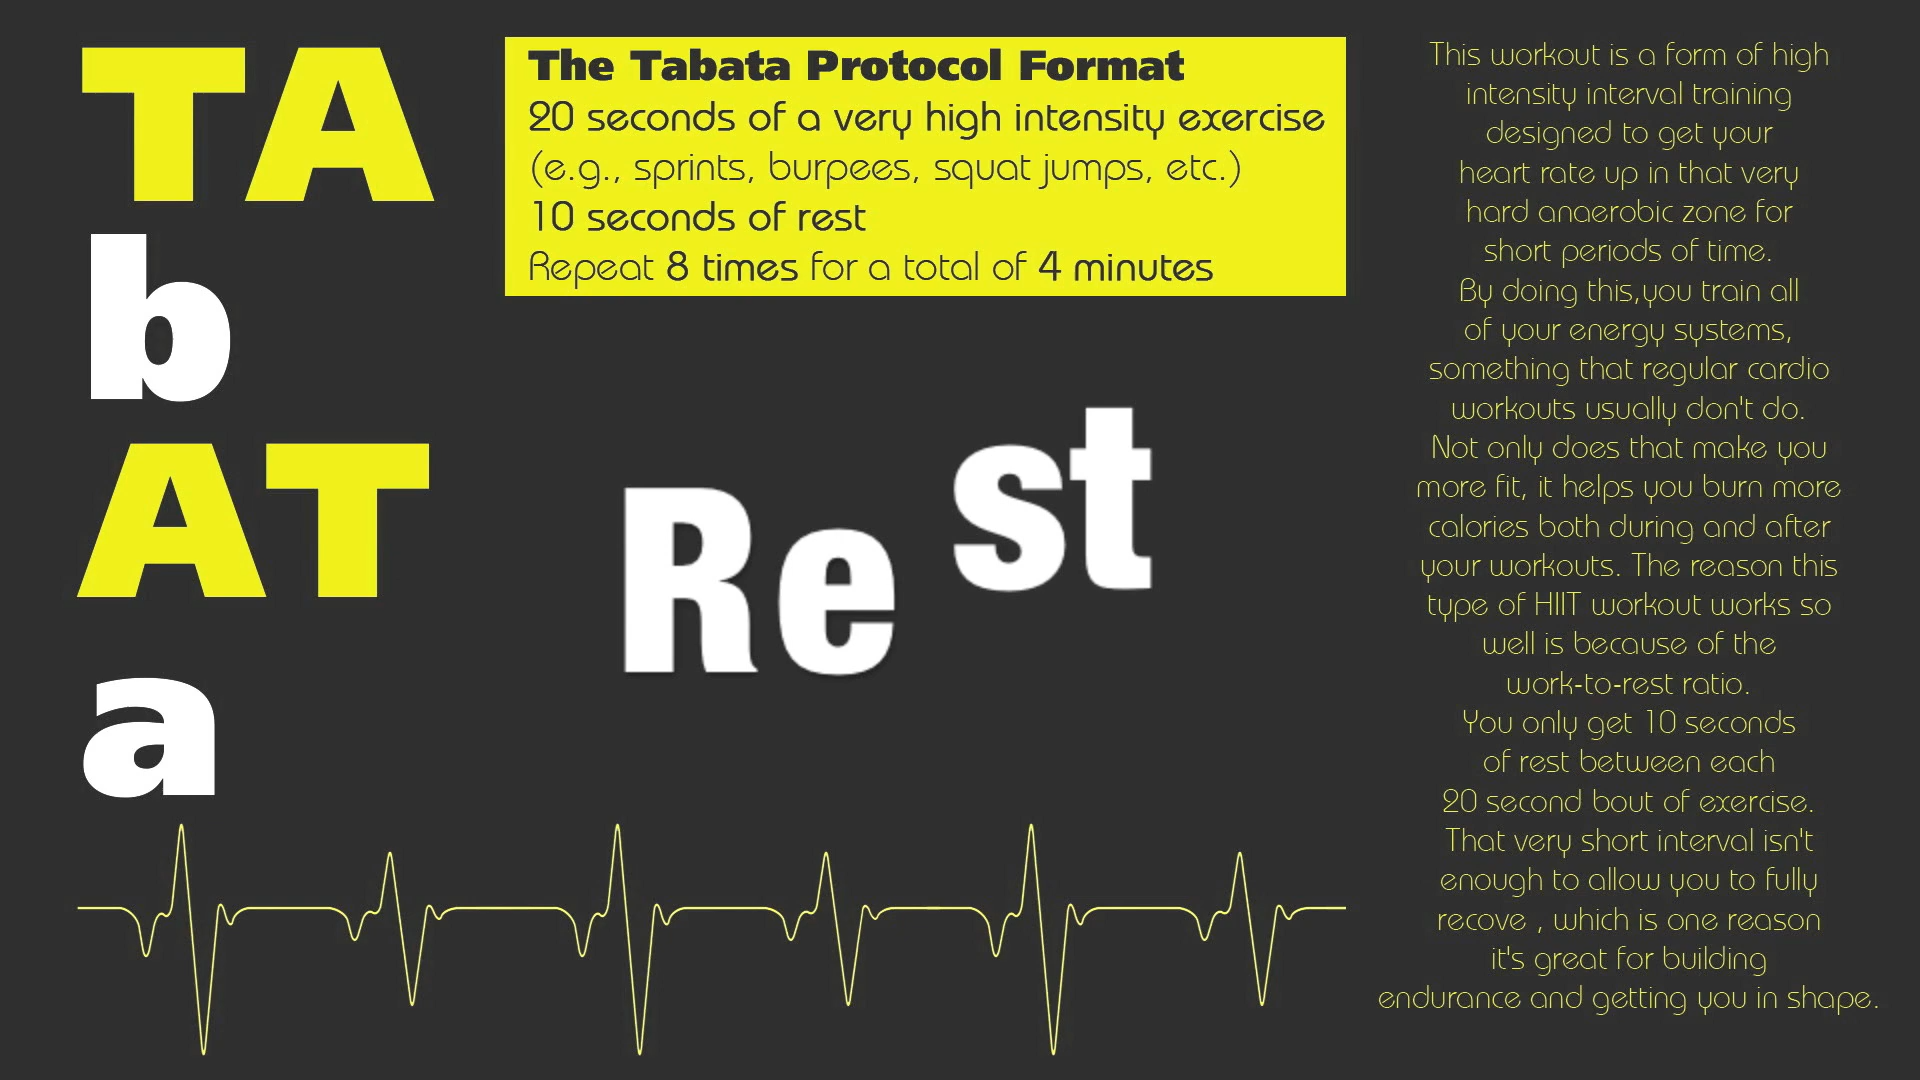 TA
b
AT
a
The Tabata Protocol Format
20 seconds of a very high intensity exercise
(e.g., sprints, burpees, squat jumps, etc.)
10 seconds of rest
Repeat 8 times for a total of 4 minutes
Rest
This workout is a form of high
intensity interval training
designed to get your
heart rate up in that very
hard anaerobic zone for
short periods of time.
By doing this,you train all
of your energy systems,
something that regular cardio
workouts usually don't do.
Not only does that make you
more fit, it helps you burn more
calories both during and after
your workouts. The reason this
type of HIIT workout works so
well is because of the
work-to-rest ratio.
You only get 10 seconds
of rest between each
20 second bout of exercise.
That very short interval isn't
enough to allow you to fully
recove , which is one reason
it's great for building
endurance and getting you in shape.